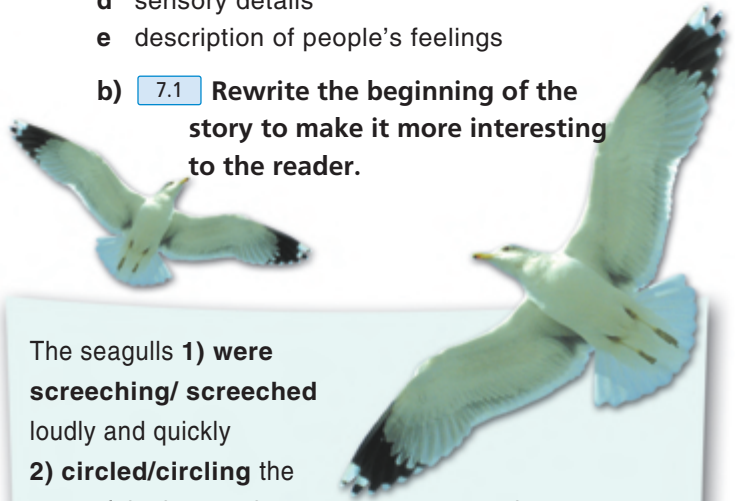 d sensory details
e description of people's feelings
b) 7.1 Rewrite the beginning of the
story to make it more interesting
to the reader.
The seagulls 1) were
screeching/ screeched
loudly and quickly
2) circled/circling the